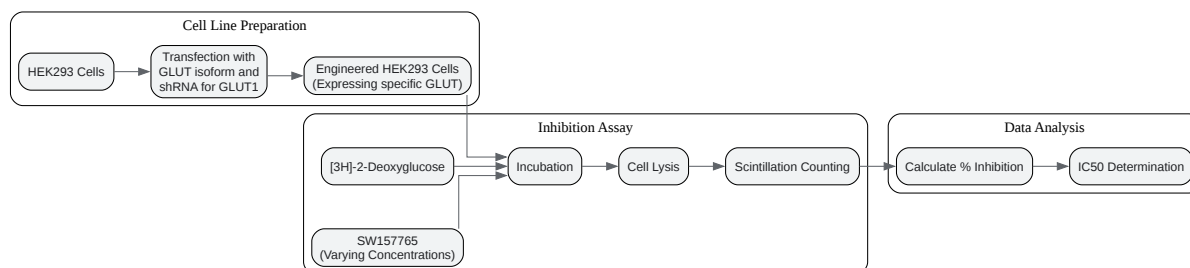 Cell Line Preparation
HEK293 Cells
Transfection with
GLUT isoform and
shRNA for GLUT1
Engineered HEK293 Cells
(Expressing specific GLUT)
Inhibition Assay
[3H]-2-Deoxyglucose
SW157765
(Varying Concentrations)
Incubation
Cell Lysis
Scintillation Counting
Data Analysis
Calculate % Inhibition
IC50 Determination